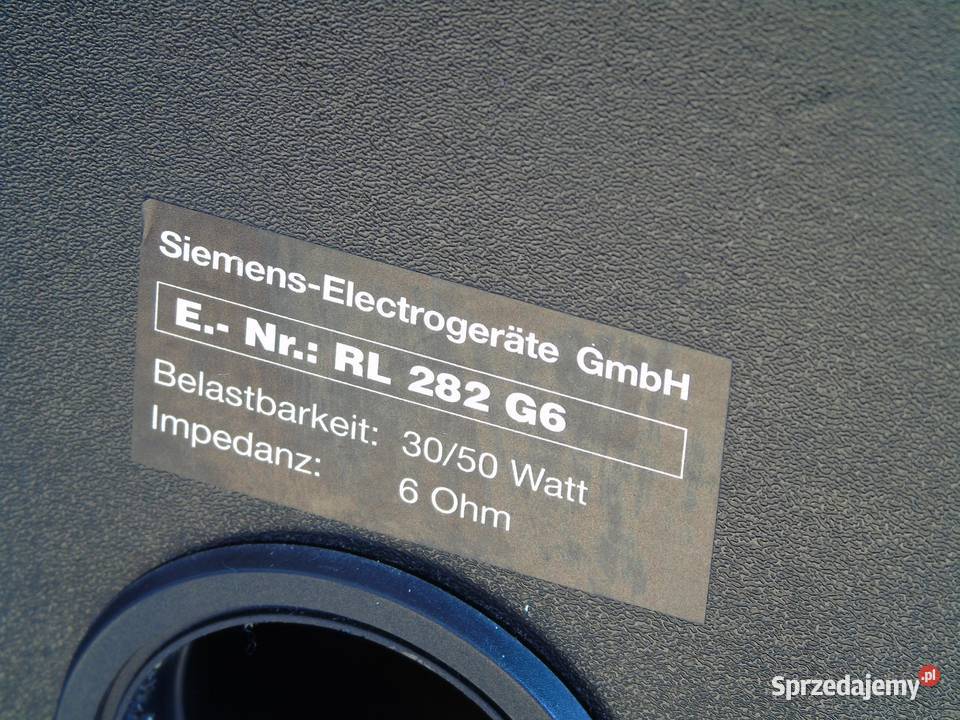 Siemens-Electrogeräte GmbH
E.- Nr.: RL 282 G6
Belastbarkeit: 30/50 Watt
Impedanz: 6 Ohm
Sprzedajemy.pl